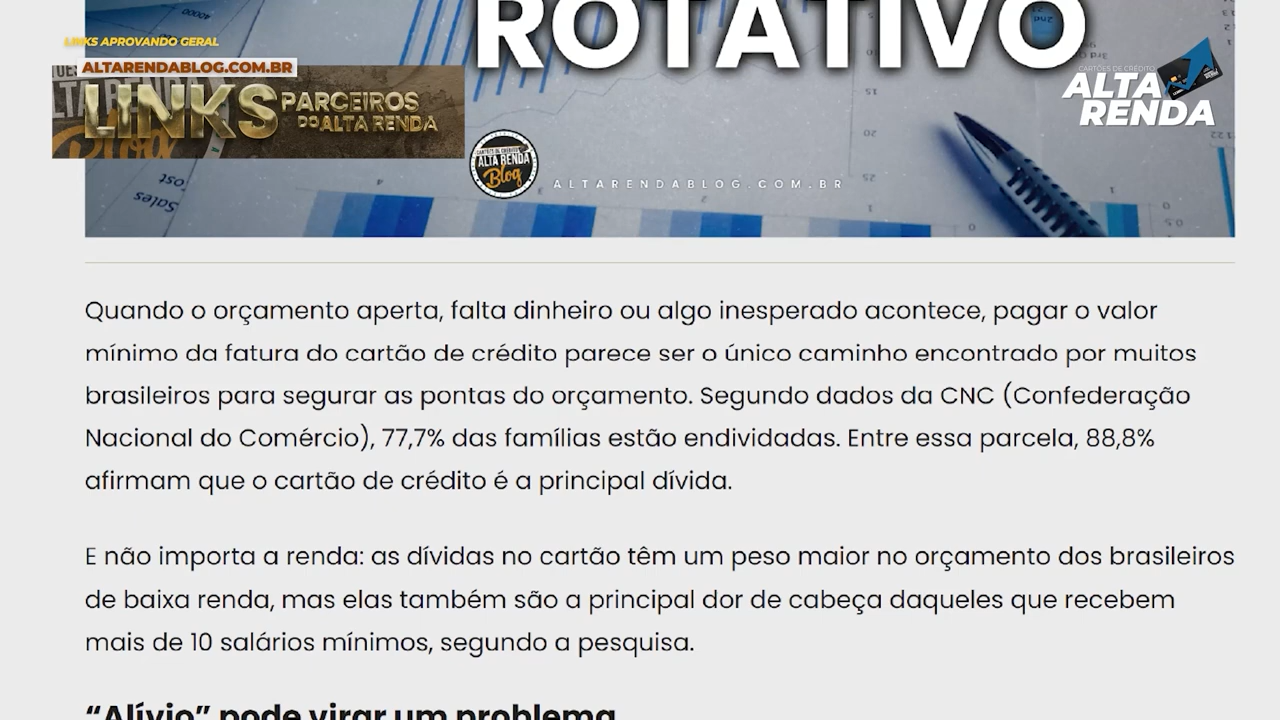 ROTATIVO
LINKS APROVANDO GERAL
ALTARENDABLOG.COM.BR
LINKS PARCEIROS
DO ALTA RENDA
CARTÕES DE CRÉDITO
ALTA
RENDA
CARTÕES DE CRÉDITO
ALTA RENDA
Blog
ALTARENDABLOG.COM.BR
Quando o orçamento aperta, falta dinheiro ou algo inesperado acontece, pagar o valor
mínimo da fatura do cartão de crédito parece ser o único caminho encontrado por muitos
brasileiros para segurar as pontas do orçamento. Segundo dados da CNC (Confederação
Nacional do Comércio), 77,7% das famílias estão endividadas. Entre essa parcela, 88,8%
afirmam que o cartão de crédito é a principal dívida.
E não importa a renda: as dívidas no cartão têm um peso maior no orçamento dos brasileiros
de baixa renda, mas elas também são a principal dor de cabeça daqueles que recebem
mais de 10 salários mínimos, segundo a pesquisa.
“Alívio” pode virar um problema